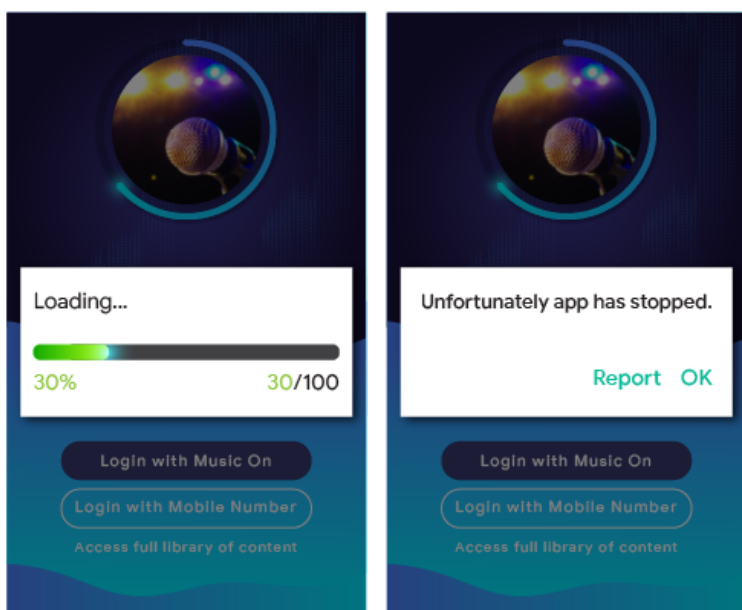 Loading...
30%
30/100
Login with Music On
Login with Mobile Number
Access full library of content
Unfortunately app has stopped.
Report OK
Login with Music On
Login with Mobile Number
Access full library of content